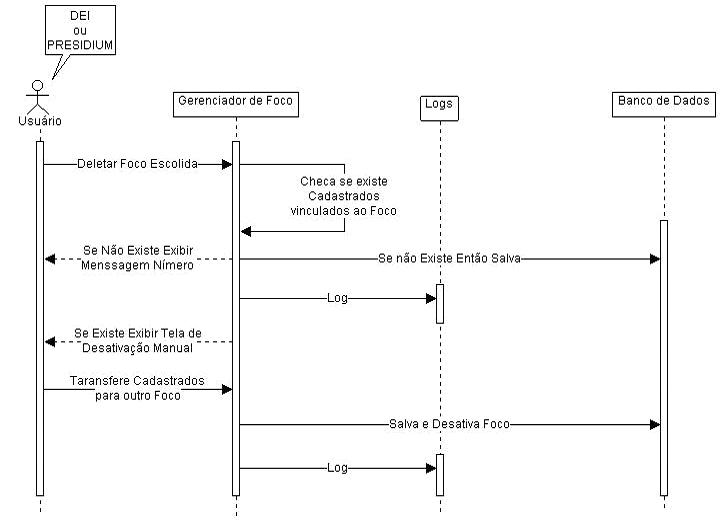 DEI
ou
PRESIDIUM
Usuário
Gerenciador de Foco
Logs
Banco de Dados
Deletar Foco Escolida
Checa se existe
Cadastrados
vinculados ao Foco
Se Não Existe Exibir
Menssagem Nímero
Se não Existe Então Salva
Log
Se Existe Exibir Tela de
Desativação Manual
Taransfere Cadastrados
para outro Foco
Salva e Desativa Foco
Log